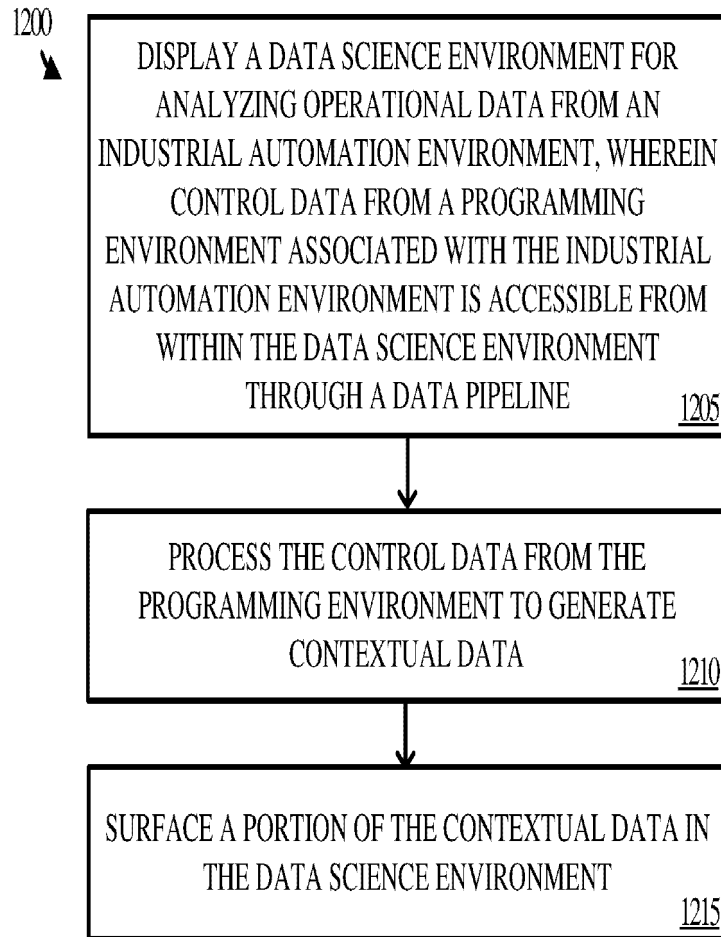 1200
DISPLAY A DATA SCIENCE ENVIRONMENT FOR
ANALYZING OPERATIONAL DATA FROM AN
INDUSTRIAL AUTOMATION ENVIRONMENT, WHEREIN
CONTROL DATA FROM A PROGRAMMING
ENVIRONMENT ASSOCIATED WITH THE INDUSTRIAL
AUTOMATION ENVIRONMENT IS ACCESSIBLE FROM
WITHIN THE DATA SCIENCE ENVIRONMENT
THROUGH A DATA PIPELINE
1205
PROCESS THE CONTROL DATA FROM THE
PROGRAMMING ENVIRONMENT TO GENERATE
CONTEXTUAL DATA
1210
SURFACE A PORTION OF THE CONTEXTUAL DATA IN
THE DATA SCIENCE ENVIRONMENT
1215